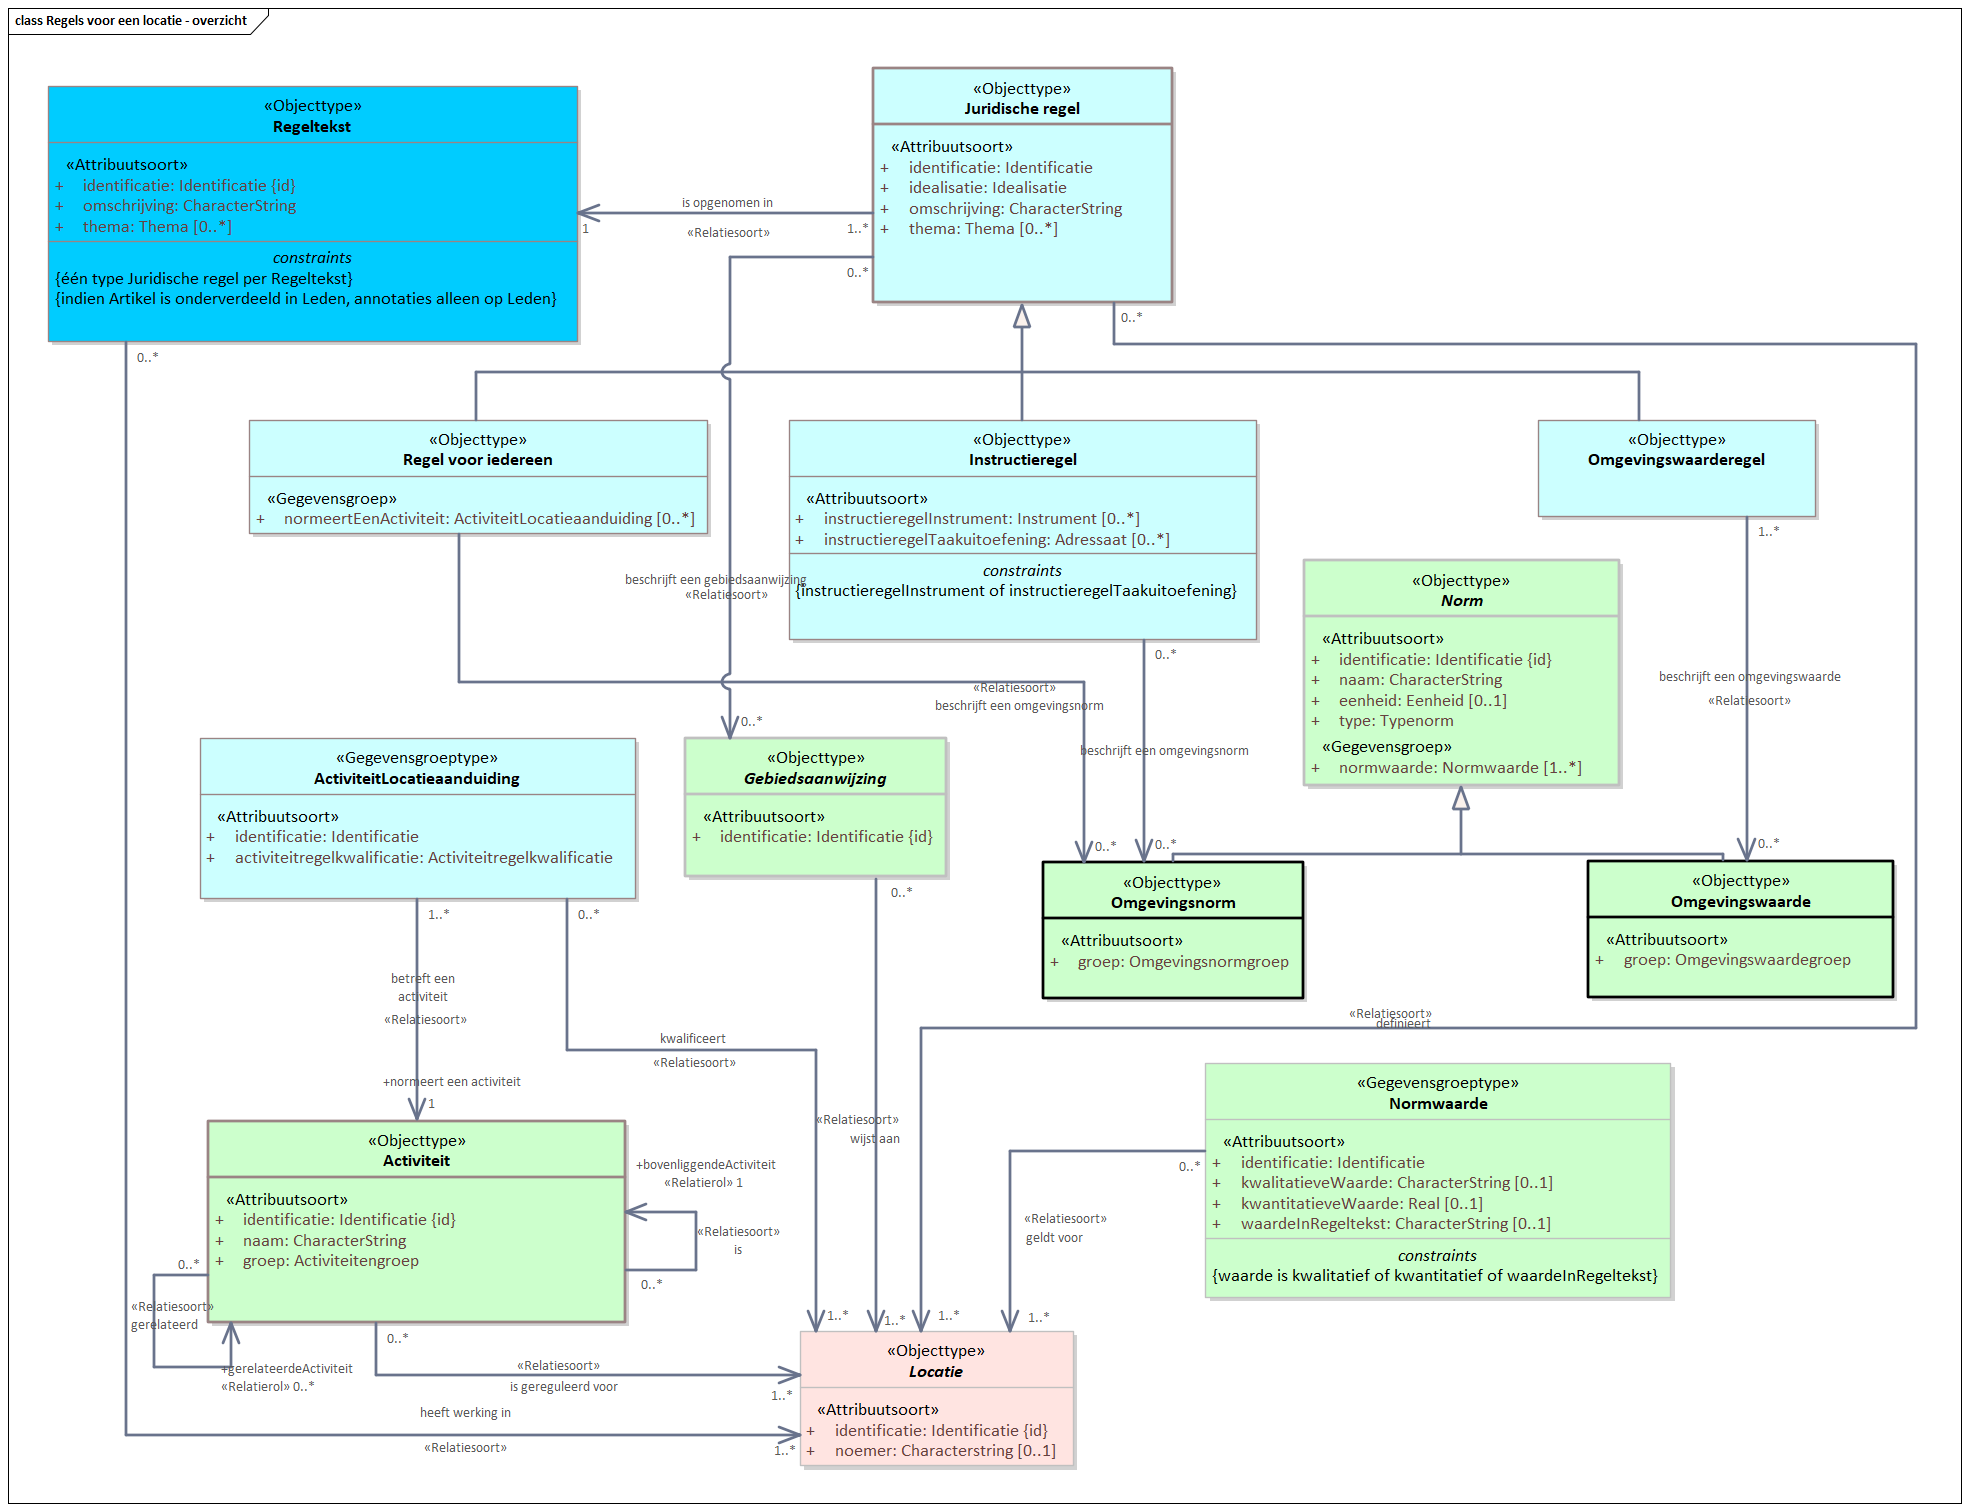 class Regels voor een locatie - overzicht
«Objecttype»
Regeltekst
«Attribuutsoort»
+ identificatie: Identificatie {id}
+ omschrijving: CharacterString
+ thema: Thema [0..*]
constraints
{één type Juridische regel per Regeltekst}
{indien Artikel is onderverdeeld in Leden, annotaties alleen op Leden}
0..*
«Objecttype»
Juridische regel
«Attribuutsoort»
+ identificatie: Identificatie
+ idealisatie: Idealisatie
+ omschrijving: CharacterString
+ thema: Thema [0..*]
is opgenomen in
1
1..*
«Relatiesoort»
0..*
0..*
«Objecttype»
Regel voor iedereen
«Gegevensgroep»
+ normeertEenActiviteit: ActiviteitLocatieaanduiding [0..*]
«Objecttype»
Instructieregel
«Attribuutsoort»
+ instructieregelInstrument: Instrument [0..*]
+ instructieregelTaakuitoefening: Adressaat [0..*]
constraints
{instructieregelInstrument of instructieregelTaakuitoefening}
0..*
«Objecttype»
Omgevingswaarderegel
1..*
beschrijft een gebiedsaanwijzing
«Relatiesoort»
«Objecttype»
Norm
«Attribuutsoort»
+ identificatie: Identificatie {id}
+ naam: CharacterString
+ eenheid: Eenheid [0..1]
+ type: Typenorm
«Gegevensgroep»
+ normwaarde: Normwaarde [1..*]
beschrijft een omgevingswaarde
«Relatiesoort»
«Relatiesoort»
beschrijft een omgevingsnorm
beschrijft een omgevingsnorm
0..*
0..*
0..*
0..*
«Gegevensgroeptype»
ActiviteitLocatieaanduiding
«Attribuutsoort»
+ identificatie: Identificatie
+ activiteitregelkwalificatie: Activiteitregelkwalificatie
1..*
0..*
«Objecttype»
Gebiedsaanwijzing
«Attribuutsoort»
+ identificatie: Identificatie {id}
0..*
«Objecttype»
Omgevingsnorm
«Attribuutsoort»
+ groep: Omgevingsnormgroep
«Objecttype»
Omgevingswaarde
«Attribuutsoort»
+ groep: Omgevingswaardegroep
betreft een
activiteit
«Relatiesoort»
+normeert een activiteit
1
kwalificeert
«Relatiesoort»
«Relatiesoort»
wijst aan
«Relatiesoort»
definieert
«Gegevensgroeptype»
Normwaarde
«Attribuutsoort»
+ identificatie: Identificatie
+ kwalitatieveWaarde: CharacterString [0..1]
+ kwantitatieveWaarde: Real [0..1]
+ waardeInRegeltekst: CharacterString [0..1]
constraints
{waarde is kwalitatief of kwantitatief of waardeInRegeltekst}
0..*
«Relatiesoort»
geldt voor
«Objecttype»
Activiteit
«Attribuutsoort»
+ identificatie: Identificatie {id}
+ naam: CharacterString
+ groep: Activiteitengroep
+bovenliggendeActiviteit
«Relatierol» 1
«Relatiesoort»
is
0..*
0..*
«Relatiesoort»
gerelateerd
+gerelateerdeActiviteit
«Relatierol» 0..*
0..*
«Relatiesoort»
is gereguleerd voor
1..*
heeft werking in
«Relatiesoort»
1..*
1..*
1..*
1..*
1..*
«Objecttype»
Locatie
«Attribuutsoort»
+ identificatie: Identificatie {id}
+ noemer: Characterstring [0..1]